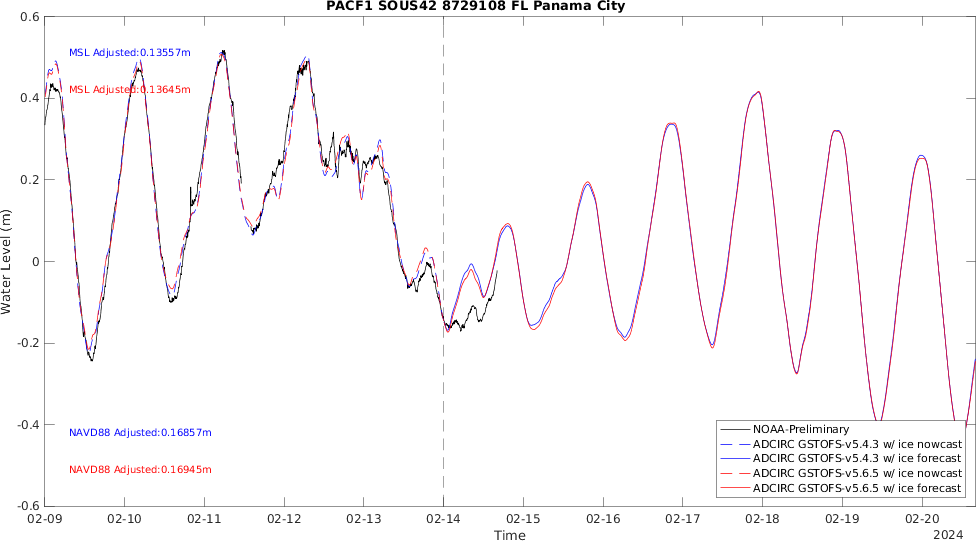 PACF1 SOUS42 8729108 FL Panama City
0.6
0.4
0.2
0
-0.2
-0.4
-0.6
Water Level (m)
MSL Adjusted:0.13557m
MSL Adjusted:0.13645m
NAVD88 Adjusted:0.16857m
NAVD88 Adjusted:0.16945m
NOAA-Preliminary
ADCIRC GSTOFS-v5.4.3 w/ ice nowcast
ADCIRC GSTOFS-v5.4.3 w/ ice forecast
ADCIRC GSTOFS-v5.6.5 w/ ice nowcast
ADCIRC GSTOFS-v5.6.5 w/ ice forecast
02-09 02-10 02-11 02-12 02-13 02-14 02-15 02-16 02-17 02-18 02-19 02-20
Time
2024